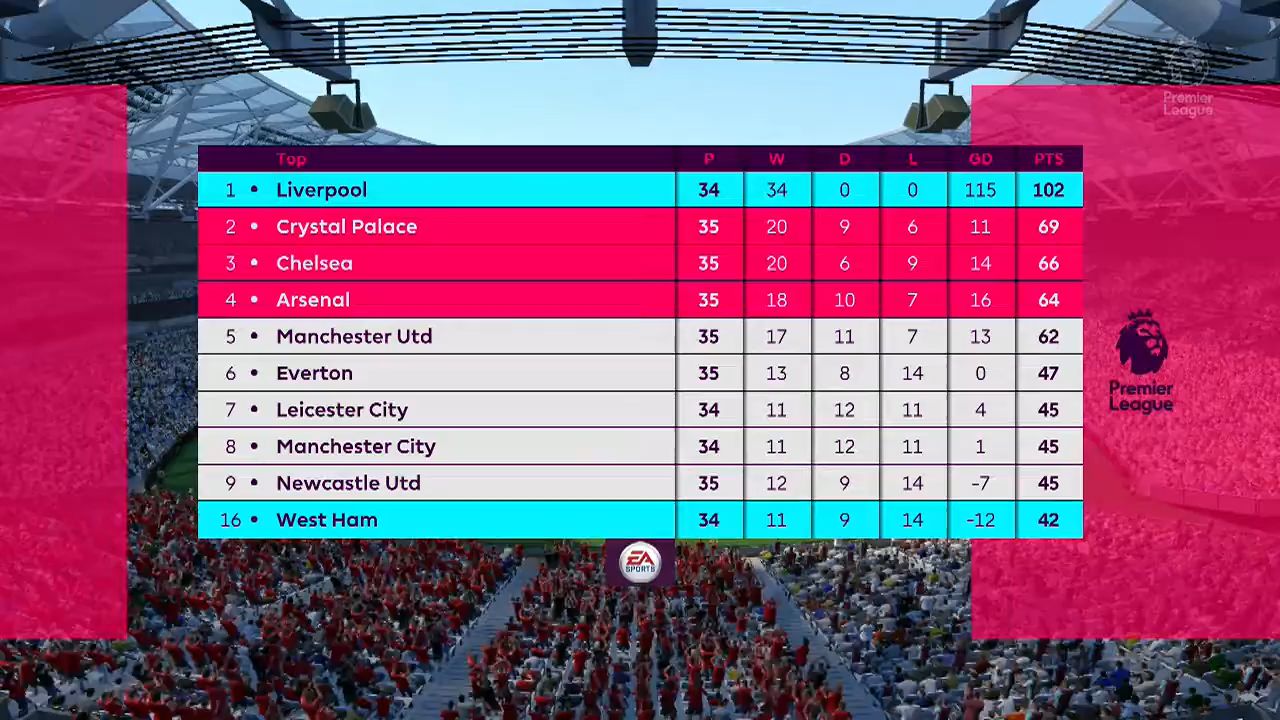 Premier
League
Top P W D L GD PTS
1 • Liverpool 34 34 0 0 115 102
2 • Crystal Palace 35 20 9 6 11 69
3 • Chelsea 35 20 6 9 14 66
4 • Arsenal 35 18 10 7 16 64
5 • Manchester Utd 35 17 11 7 13 62
6 • Everton 35 13 8 14 0 47
7 • Leicester City 34 11 12 11 4 45
8 • Manchester City 34 11 12 11 1 45
9 • Newcastle Utd 35 12 9 14 -7 45
16 • West Ham 34 11 9 14 -12 42
Premier
League
EA
SPORTS